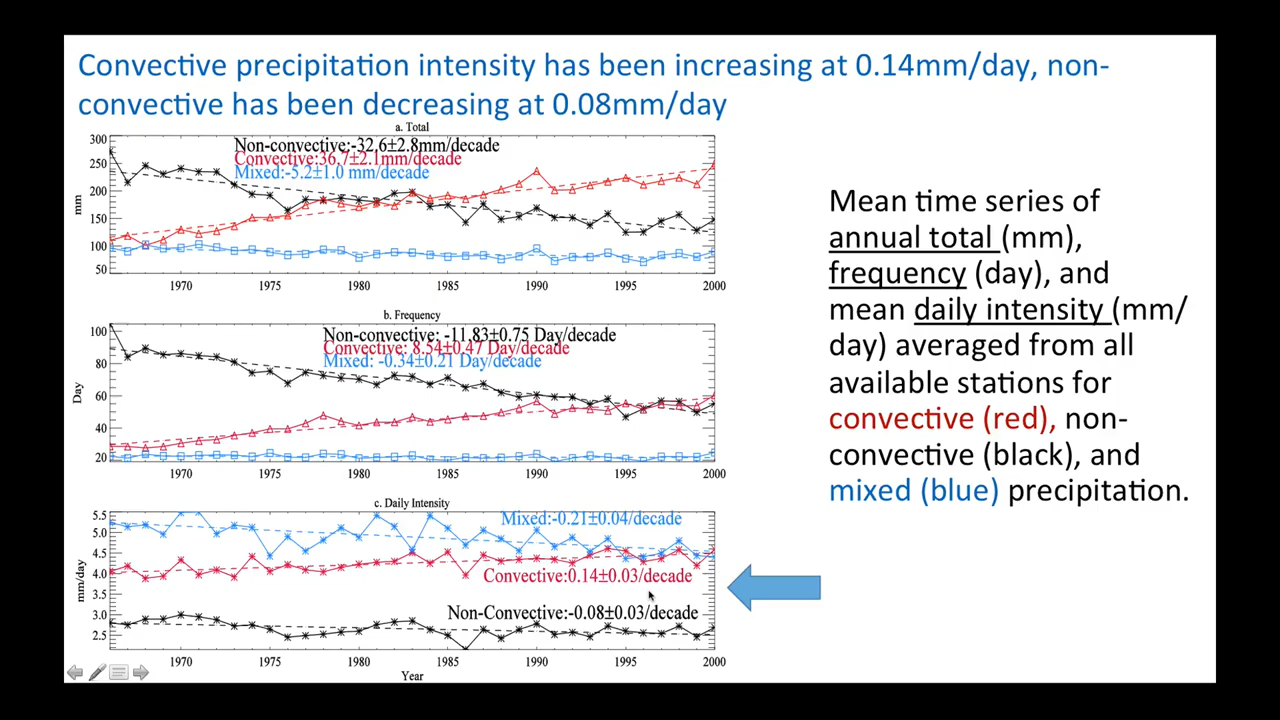 Convective precipitation intensity has been increasing at 0.14mm/day, non-
convective has been decreasing at 0.08mm/day
a. Total
Non-convective:-32.6±2.8mm/decade
Convective:36.7±2.1mm/decade
Mixed:-5.2±1.0 mm/decade
300
250
200
150
100
50
mm
1970 1975 1980 1985 1990 1995 2000
b. Frequency
Non-convective: -11.83±0.75 Day/decade
Convective: 8.54±0.47 Day/decade
Mixed: -0.34±0.21 Day/decade
100
80
60
40
20
Day
1970 1975 1980 1985 1990 1995 2000
c. Daily Intensity
Mixed:-0.21±0.04/decade
Convective:0.14±0.03/decade
Non-Convective:-0.08±0.03/decade
5.5
5.0
4.5
4.0
3.5
3.0
2.5
mm/day
1970 1975 1980 1985 1990 1995 2000
Year
Mean time series of
annual total (mm),
frequency (day), and
mean daily intensity (mm/
day) averaged from all
available stations for
convective (red), non-
convective (black), and
mixed (blue) precipitation.